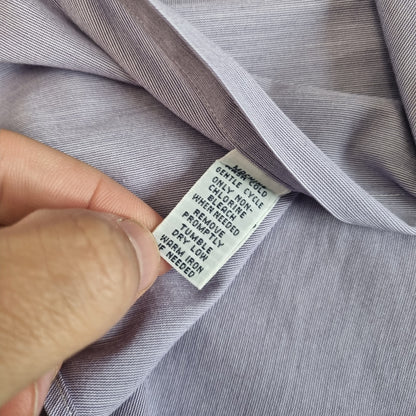 COLD
GENTLE CYCLE
ONLY NON-
CHLORINE
BLEACH
WHEN NEEDED
REMOVE
PROMPTLY
TUMBLE
DRY LOW
WARM IRON
IF NEEDED